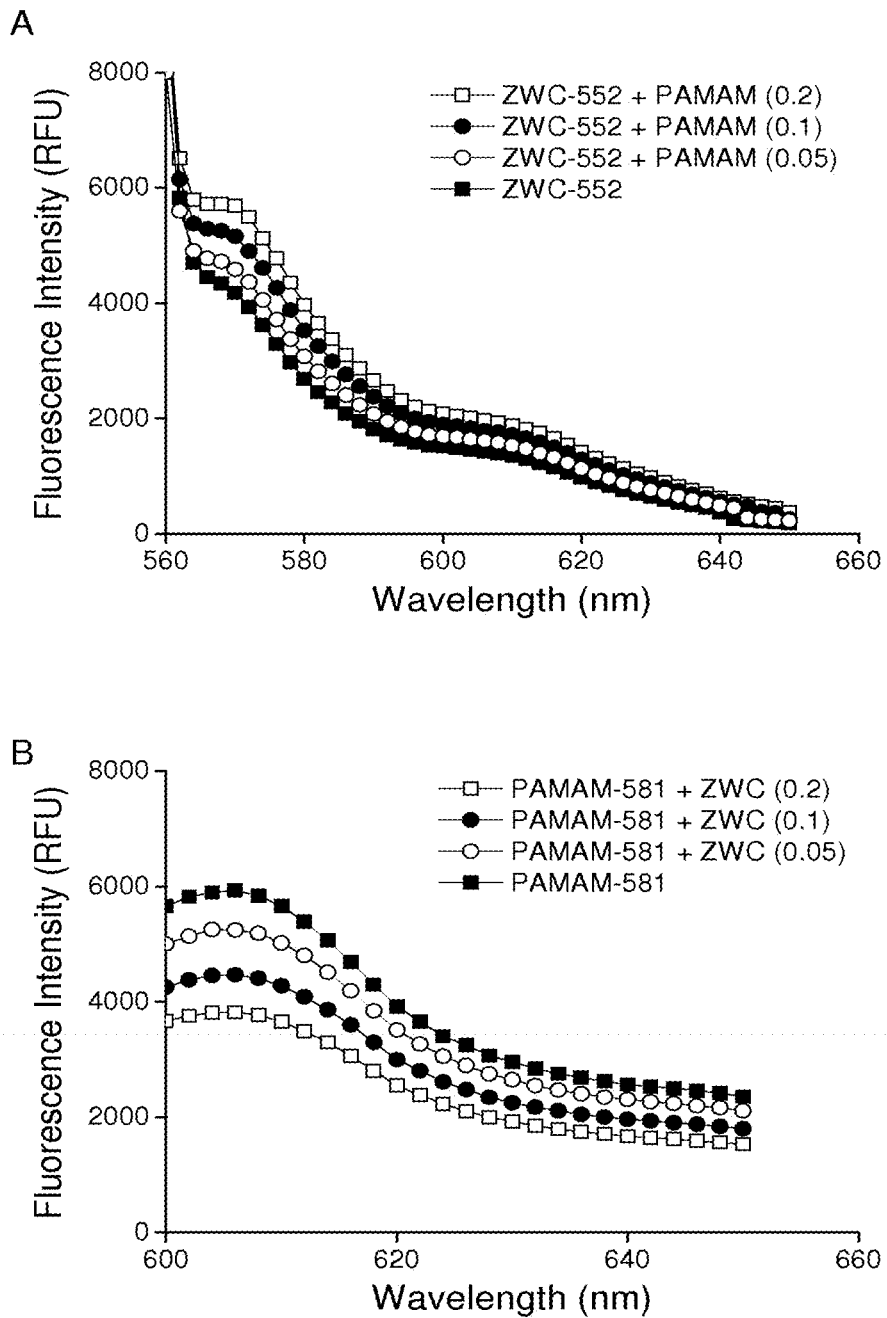 A
8000
6000
4000
2000
0
Fluorescence Intensity (RFU)
ZWC-552 + PAMAM (0.2)
ZWC-552 + PAMAM (0.1)
ZWC-552 + PAMAM (0.05)
ZWC-552
560 580 600 620 640 660
Wavelength (nm)
B
8000
6000
4000
2000
0
Fluorescence Intensity (RFU)
PAMAM-581 + ZWC (0.2)
PAMAM-581 + ZWC (0.1)
PAMAM-581 + ZWC (0.05)
PAMAM-581
600 620 640 660
Wavelength (nm)